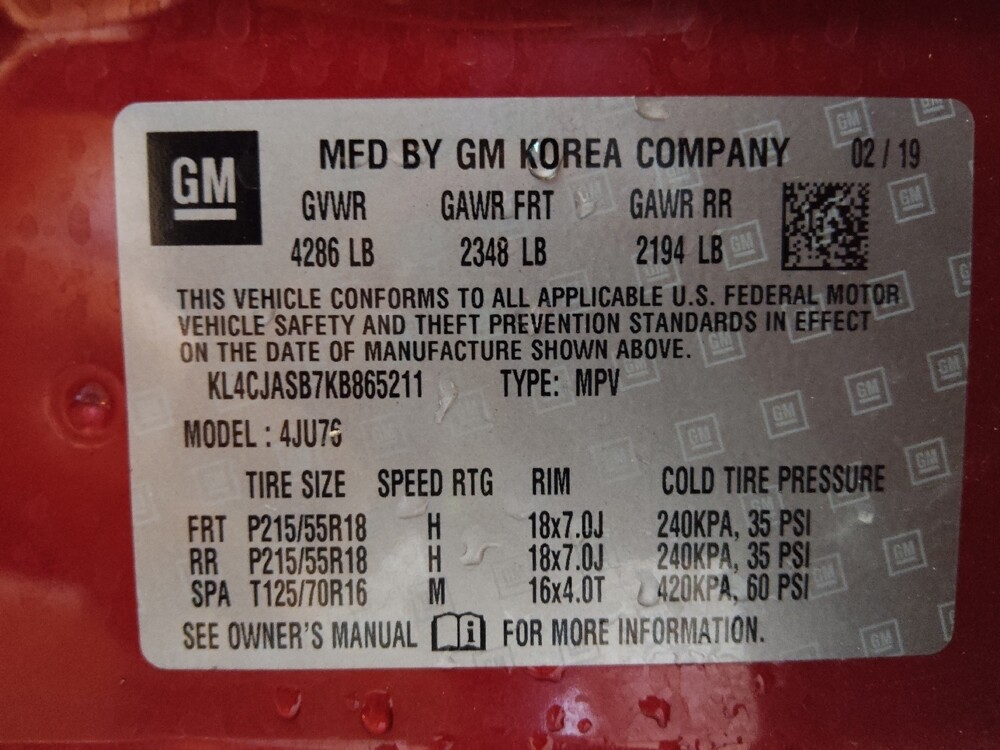 GM
MFD BY GM KOREA COMPANY 02 / 19
GVWR GAWR FRT GAWR RR
4286 LB 2348 LB 2194 LB
THIS VEHICLE CONFORMS TO ALL APPLICABLE U.S. FEDERAL MOTOR
VEHICLE SAFETY AND THEFT PREVENTION STANDARDS IN EFFECT
ON THE DATE OF MANUFACTURE SHOWN ABOVE.
KL4CJASB7KB865211 TYPE: MPV
MODEL : 4JU76
TIRE SIZE SPEED RTG RIM COLD TIRE PRESSURE
FRT P215/55R18 H 18x7.0J 240KPA, 35 PSI
RR P215/55R18 H 18x7.0J 240KPA, 35 PSI
SPA T125/70R16 M 16x4.0T 420KPA, 60 PSI
SEE OWNER'S MANUAL i FOR MORE INFORMATION.